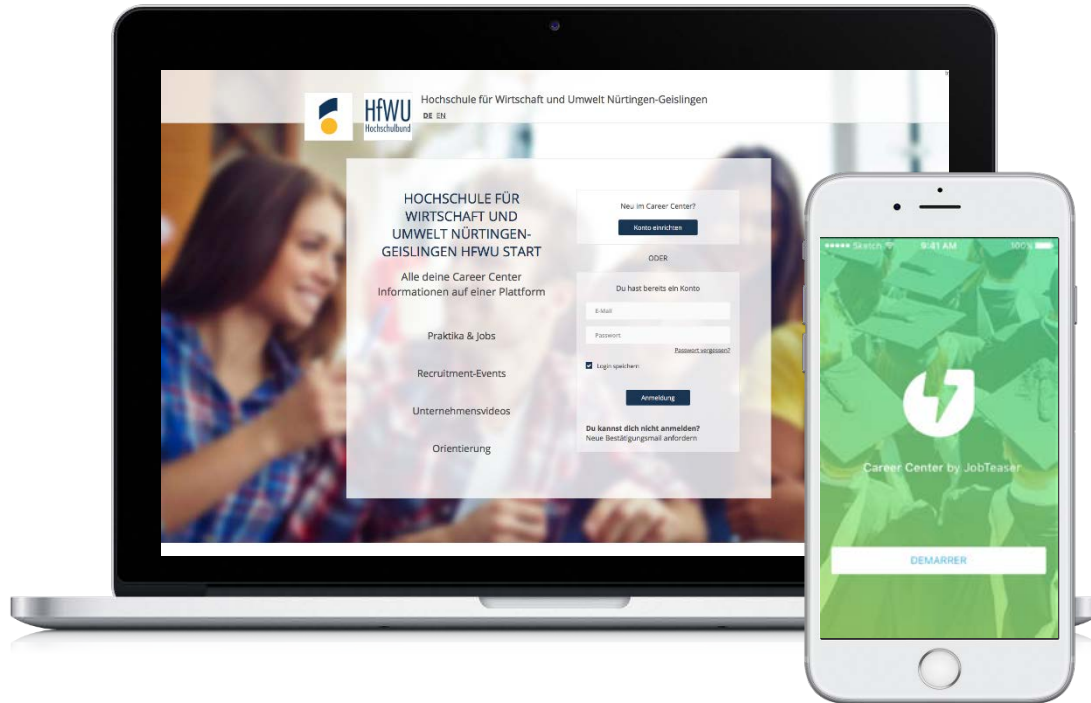 HfWU
Hochschulbund
Hochschule für Wirtschaft und Umwelt Nürtingen-Geislingen
DE EN
HOCHSCHULE FÜR
WIRTSCHAFT UND
UMWELT NÜRTINGEN-
GEISLINGEN HFWU START
Alle deine Career Center
Informationen auf einer Plattform
Praktika & Jobs
Recruitment-Events
Unternehmensvideos
Orientierung
Neu im Career Center?
Konto einrichten
ODER
Du hast bereits ein Konto
E-Mail
Passwort
Passwort vergessen?
Login speichern
Anmeldung
Du kannst dich nicht anmelden?
Neue Bestätigungsmail anfordern
Sketch 9:41 AM 100%
Career Center by JobTeaser
DEMARRER